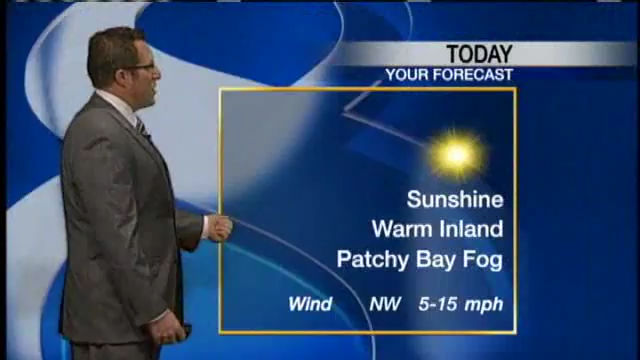 TODAY
YOUR FORECAST
Sunshine
Warm Inland
Patchy Bay Fog
Wind NW 5-15 mph